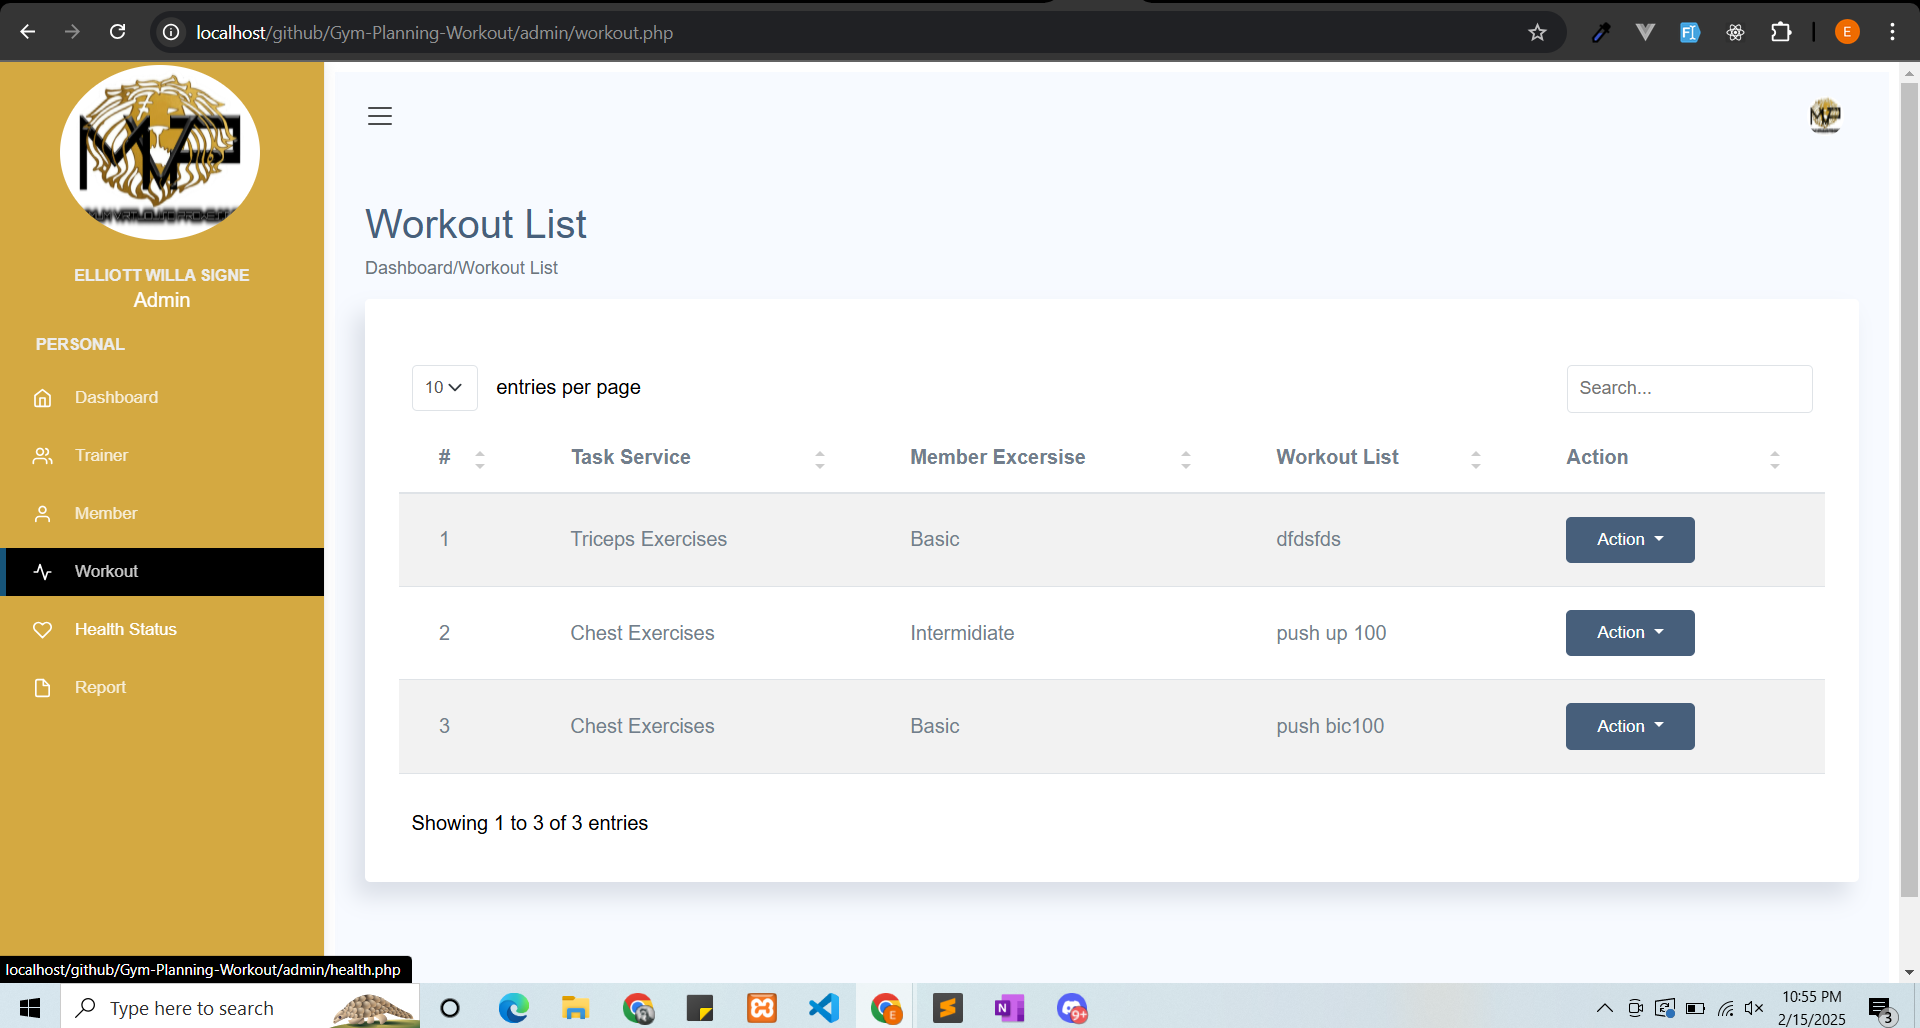 localhost/github/Gym-Planning-Workout/admin/workout.php
E
MVP
ELLIOTT WILLA SIGNE
Admin
PERSONAL
Dashboard
Trainer
Member
Workout
Health Status
Report
MVP
Workout List
Dashboard/Workout List
10 entries per page
Search...
# Task Service Member Excersise Workout List Action
1 Triceps Exercises Basic dfdsfds Action
2 Chest Exercises Intermidiate push up 100 Action
3 Chest Exercises Basic push bic100 Action
Showing 1 to 3 of 3 entries
localhost/github/Gym-Planning-Workout/admin/health.php
Type here to search
E
N
9+
10:55 PM
2/15/2025
3